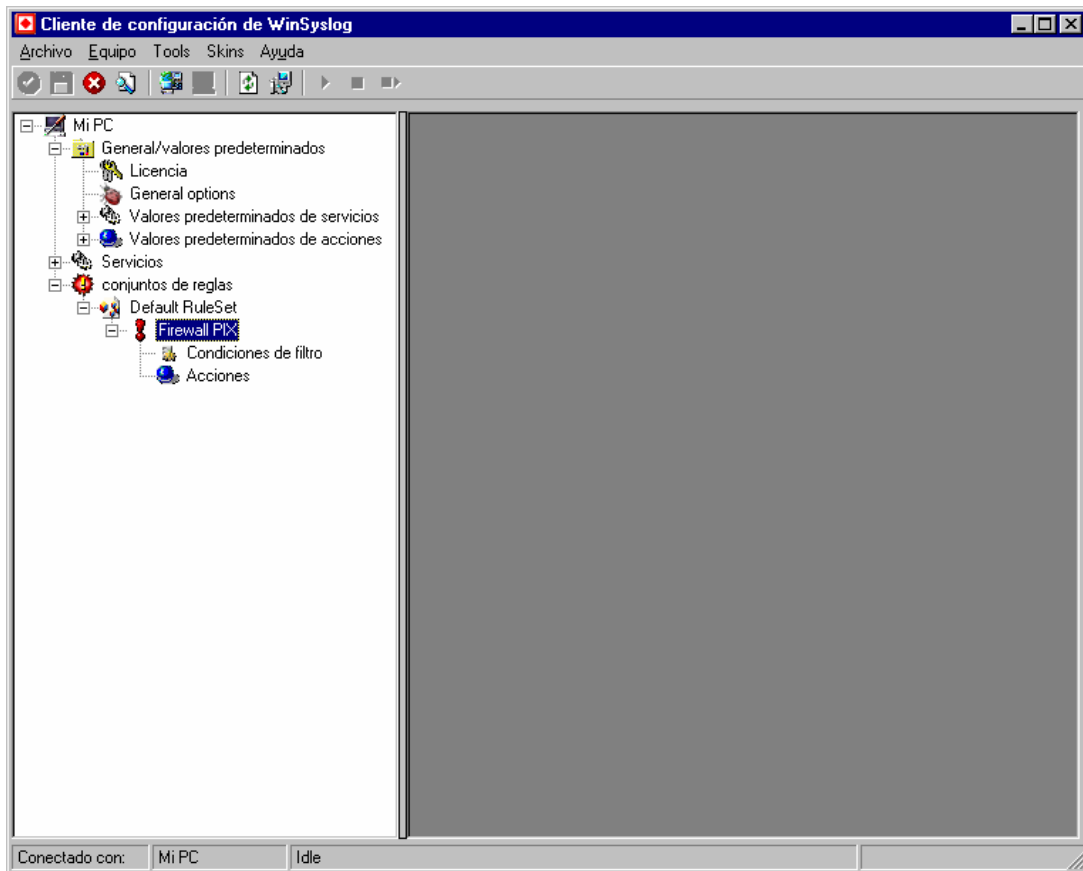 Cliente de configuración de WinSyslog
Archivo Equipo Tools Skins Ayuda
Mi PC
General/valores predeterminados
Licencia
General options
Valores predeterminados de servicios
Valores predeterminados de acciones
Servicios
conjuntos de reglas
Default RuleSet
Firewall PIX
Condiciones de filtro
Acciones
Conectado con: Mi PC Idle